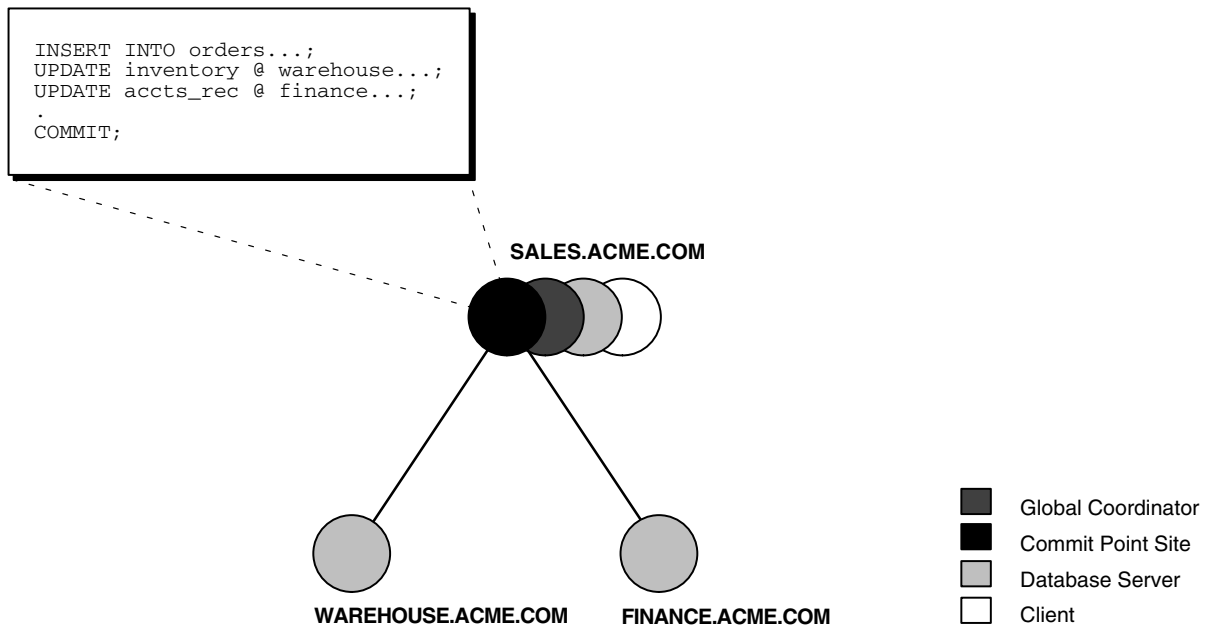 INSERT INTO orders...;
UPDATE inventory @ warehouse...;
UPDATE accts_rec @ finance...;
.
COMMIT;
SALES.ACME.COM
WAREHOUSE.ACME.COM
FINANCE.ACME.COM
Global Coordinator
Commit Point Site
Database Server
Client